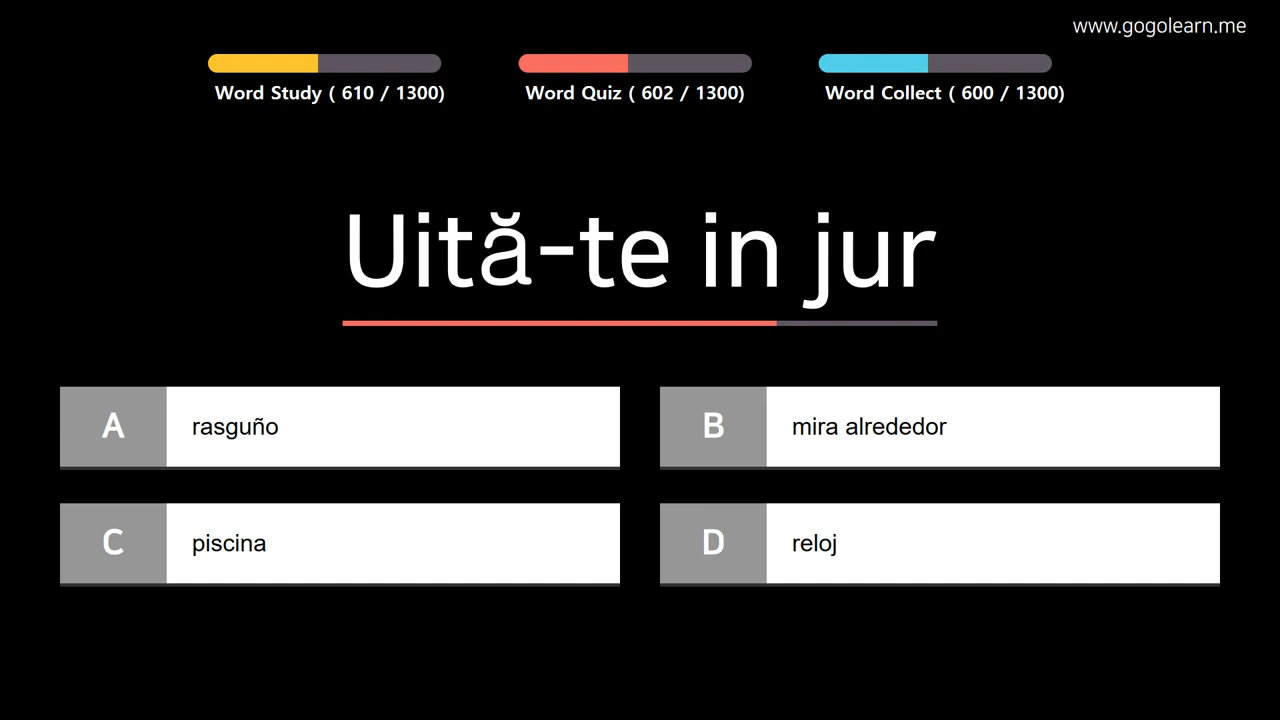 www.gogolearn.me
Word Study ( 610 / 1300)
Word Quiz ( 602 / 1300)
Word Collect ( 600 / 1300)
Uită-te in jur
A rasguño
B mira alrededor
C piscina
D reloj